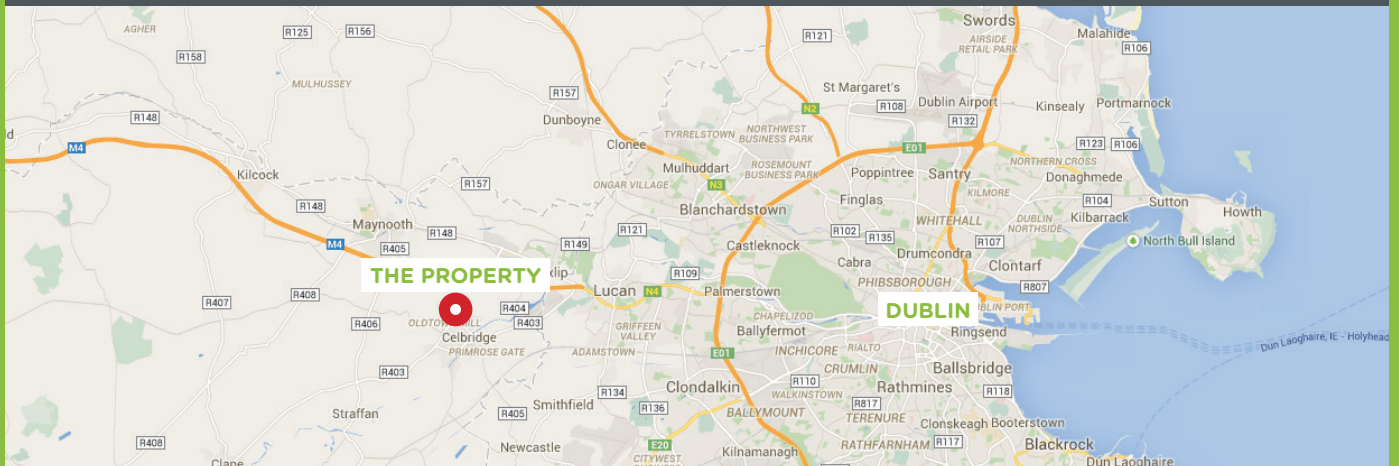 Swords
AGHER
R125
R156
R121
Malahide
AIRSIDE
RETAIL PARK
R106
R158
MULHUSSEY
St Margaret's
R157
N2
R108
Dublin Airport
Kinsealy
Portmarnock
R148
Dunboyne
R132
TYRRELSTOWN
NORTHWEST
BUSINESS PARK
M4
Clonee
E01
R123
R106
Mulhuddart
ROSEMOUNT
BUSINESS PARK
NORTHERN CROSS
Kilcock
R157
ONGAR VILLAGE
N3
Poppintree
Santry
Donaghmede
KILMORE
R148
Blanchardstown
Finglas
R104
Sutton
Howth
Maynooth
R148
R121
WHITEHALL
DUBLIN
NORTHSIDE
Kilbarrack
M4
R405
R149
Castleknock
R102
R135
R107
North Bull Island
Drumcondra
Cabra
Clontarf
THE PROPERTY
R109
PHIBSBOROUGH
R807
R407
R408
Lucan
N4
Palmerstown
DUBLIN
R404
CHAPELIZOD
R406
R403
GRIFFEEN
VALLEY
Ballyfermot
Ringsend
Celbridge
Dun Laoghaire, IE - Holyhead
PRIMROSE GATE
ADAMSTOWN
E01
INCHICORE
RIALTO
R403
CRUMLIN
Ballsbridge
Clondalkin
R110
WALKINSTOWN
Rathmines
R134
R118
Straffan
R405
Smithfield
R136
BALLYMOUNT
R817
TERENURE
Clonskeagh
Booterstown
R408
Newcastle
E20
Kilnamanagh
RATHFARNHAM
R117
Blackrock
CITYWEST
Clane
Dun Laoghaire